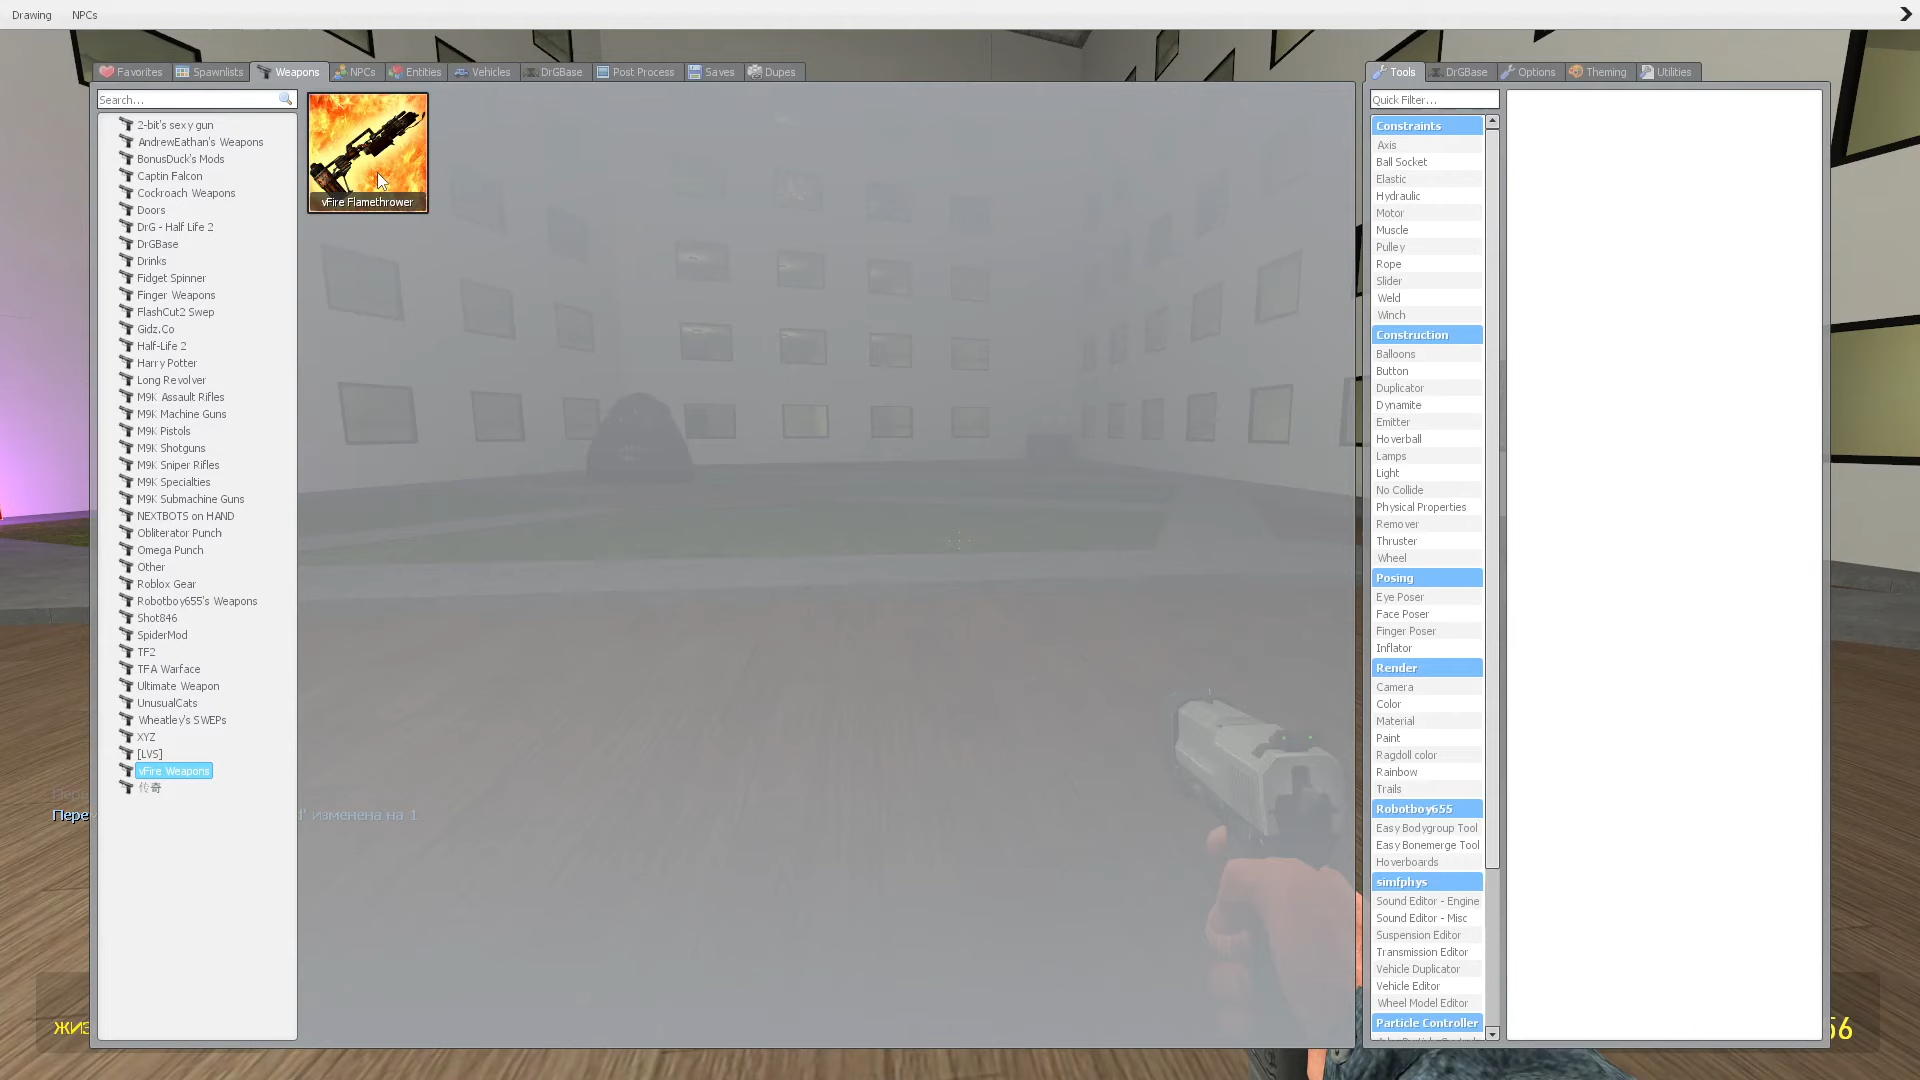 Drawing NPCs
Favorites Spawnlists Weapons NPCs Entities Vehicles DrGBase Post Process Saves Dupes
Search...
2-bit's sexy gun
AndrewEathan's Weapons
BonusDuck's Mods
Captin Falcon
Cockroach Weapons
Doors
DrG - Half Life 2
DrGBase
Drinks
Fidget Spinner
Finger Weapons
FlashCut2 Swep
Gidz.Co
Half-Life 2
Harry Potter
Long Revolver
M9K Assault Rifles
M9K Machine Guns
M9K Pistols
M9K Shotguns
M9K Sniper Rifles
M9K Specialties
M9K Submachine Guns
NEXTBOTS on HAND
Obliterator Punch
Omega Punch
Other
Roblox Gear
Robotboy655's Weapons
Shot846
SpiderMod
TF2
TFA Warface
Ultimate Weapon
UnusualCats
Wheatley's SWEPs
XYZ
[LVS]
vFire Weapons
传奇
vFire Flamethrower
Пере
изменена на 1
ЖИЗ
56
Tools DrGBase Options Theming Utilities
Quick Filter...
Constraints
Axis
Ball Socket
Elastic
Hydraulic
Motor
Muscle
Pulley
Rope
Slider
Weld
Winch
Construction
Balloons
Button
Duplicator
Dynamite
Emitter
Hoverball
Lamps
Light
No Collide
Physical Properties
Remover
Thruster
Wheel
Posing
Eye Poser
Face Poser
Finger Poser
Inflator
Render
Camera
Color
Material
Paint
Ragdoll color
Rainbow
Trails
Robotboy655
Easy Bodygroup Tool
Easy Bonemerge Tool
Hoverboards
simfphys
Sound Editor - Engine
Sound Editor - Misc
Suspension Editor
Transmission Editor
Vehicle Duplicator
Vehicle Editor
Wheel Model Editor
Particle Controller